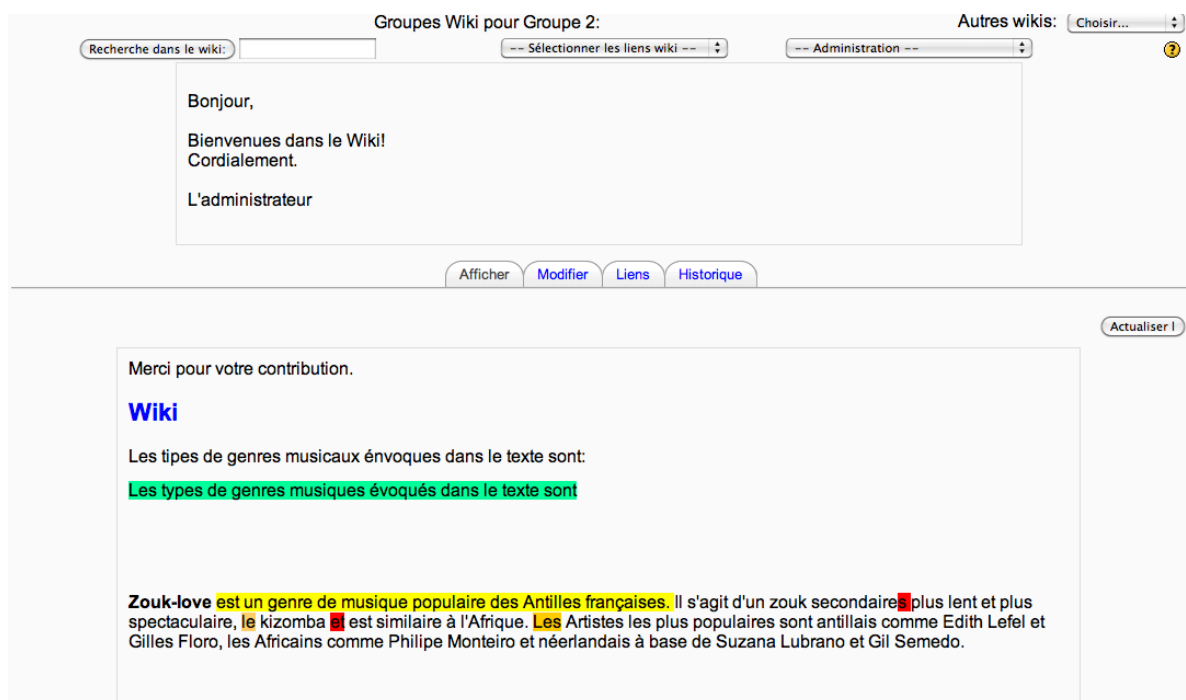 Groupes Wiki pour Groupe 2:
Autres wikis: Choisir...
Recherche dans le wiki:
-- Sélectionner les liens wiki --
-- Administration --
?
Bonjour,
Bienvenues dans le Wiki!
Cordialement.
L'administrateur
Afficher
Modifier
Liens
Historique
Actualiser l
Merci pour votre contribution.
Wiki
Les tipes de genres musicaux énvoques dans le texte sont:
Les types de genres musiques évoqués dans le texte sont
Zouk-love est un genre de musique populaire des Antilles françaises. Il s'agit d'un zouk secondaires plus lent et plus
spectaculaire, le kizomba et est similaire à l'Afrique. Les Artistes les plus populaires sont antillais comme Edith Lefel et
Gilles Floro, les Africains comme Philipe Monteiro et néerlandais à base de Suzana Lubrano et Gil Semedo.